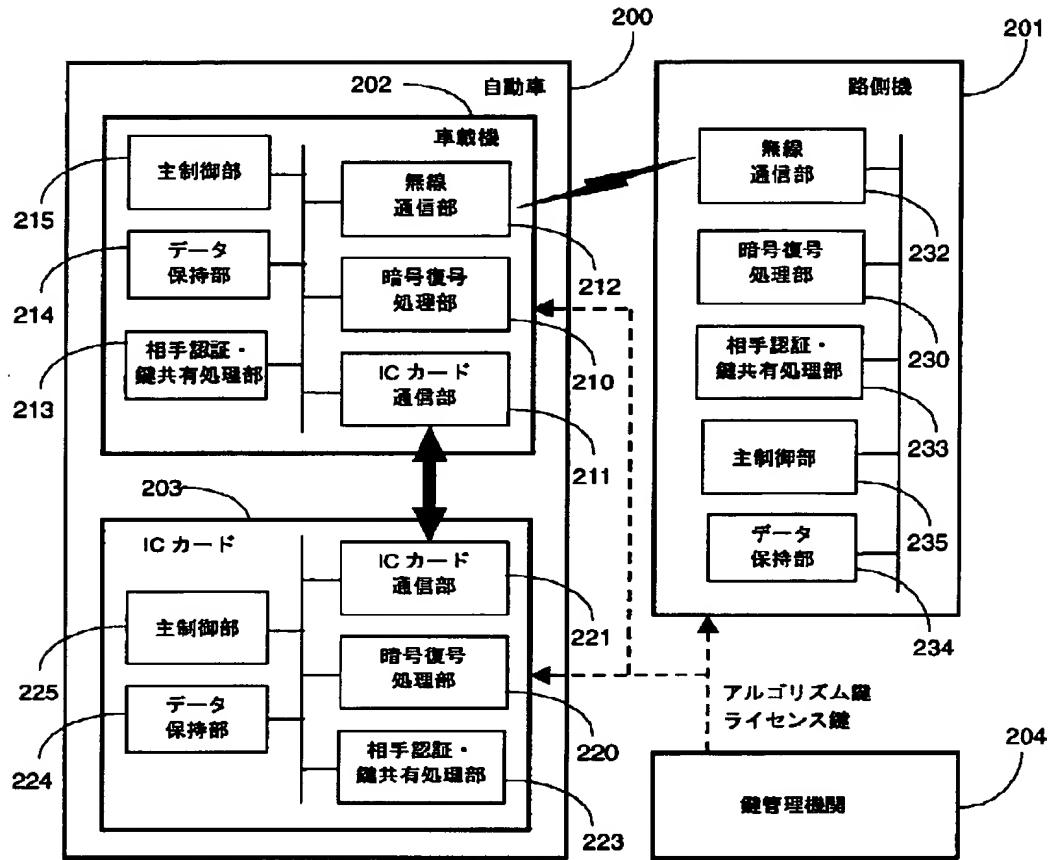 200
自動車
202
車載機
215
主制御部
無線
通信部
212
214
データ
保持部
暗号復号
処理部
210
213
相手認証・
鍵共有処理部
IC カード
通信部
211
203
IC カード
IC カード
通信部
221
225
主制御部
暗号復号
処理部
220
224
データ
保持部
相手認証・
鍵共有処理部
223
201
路側機
無線
通信部
232
暗号復号
処理部
230
相手認証・
鍵共有処理部
233
主制御部
235
データ
保持部
234
アルゴリズム鍵
ライセンス鍵
204
鍵管理機関